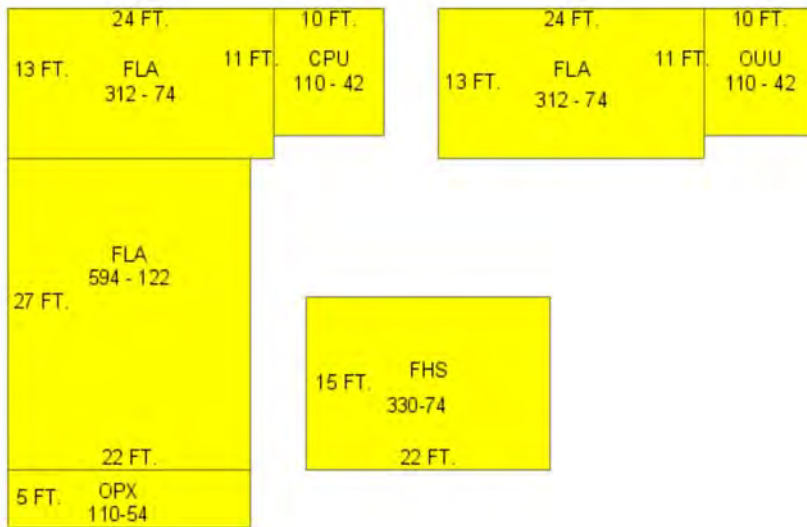 24 FT. 10 FT. 24 FT. 10 FT.
13 FT. FLA 11 FT. CPU 13 FT. FLA 11 FT. OUU
312 - 74 110 - 42 312 - 74 110 - 42
FLA
594 - 122
27 FT.
15 FT. FHS
330-74
22 FT. 22 FT.
5 FT. OPX
110-54